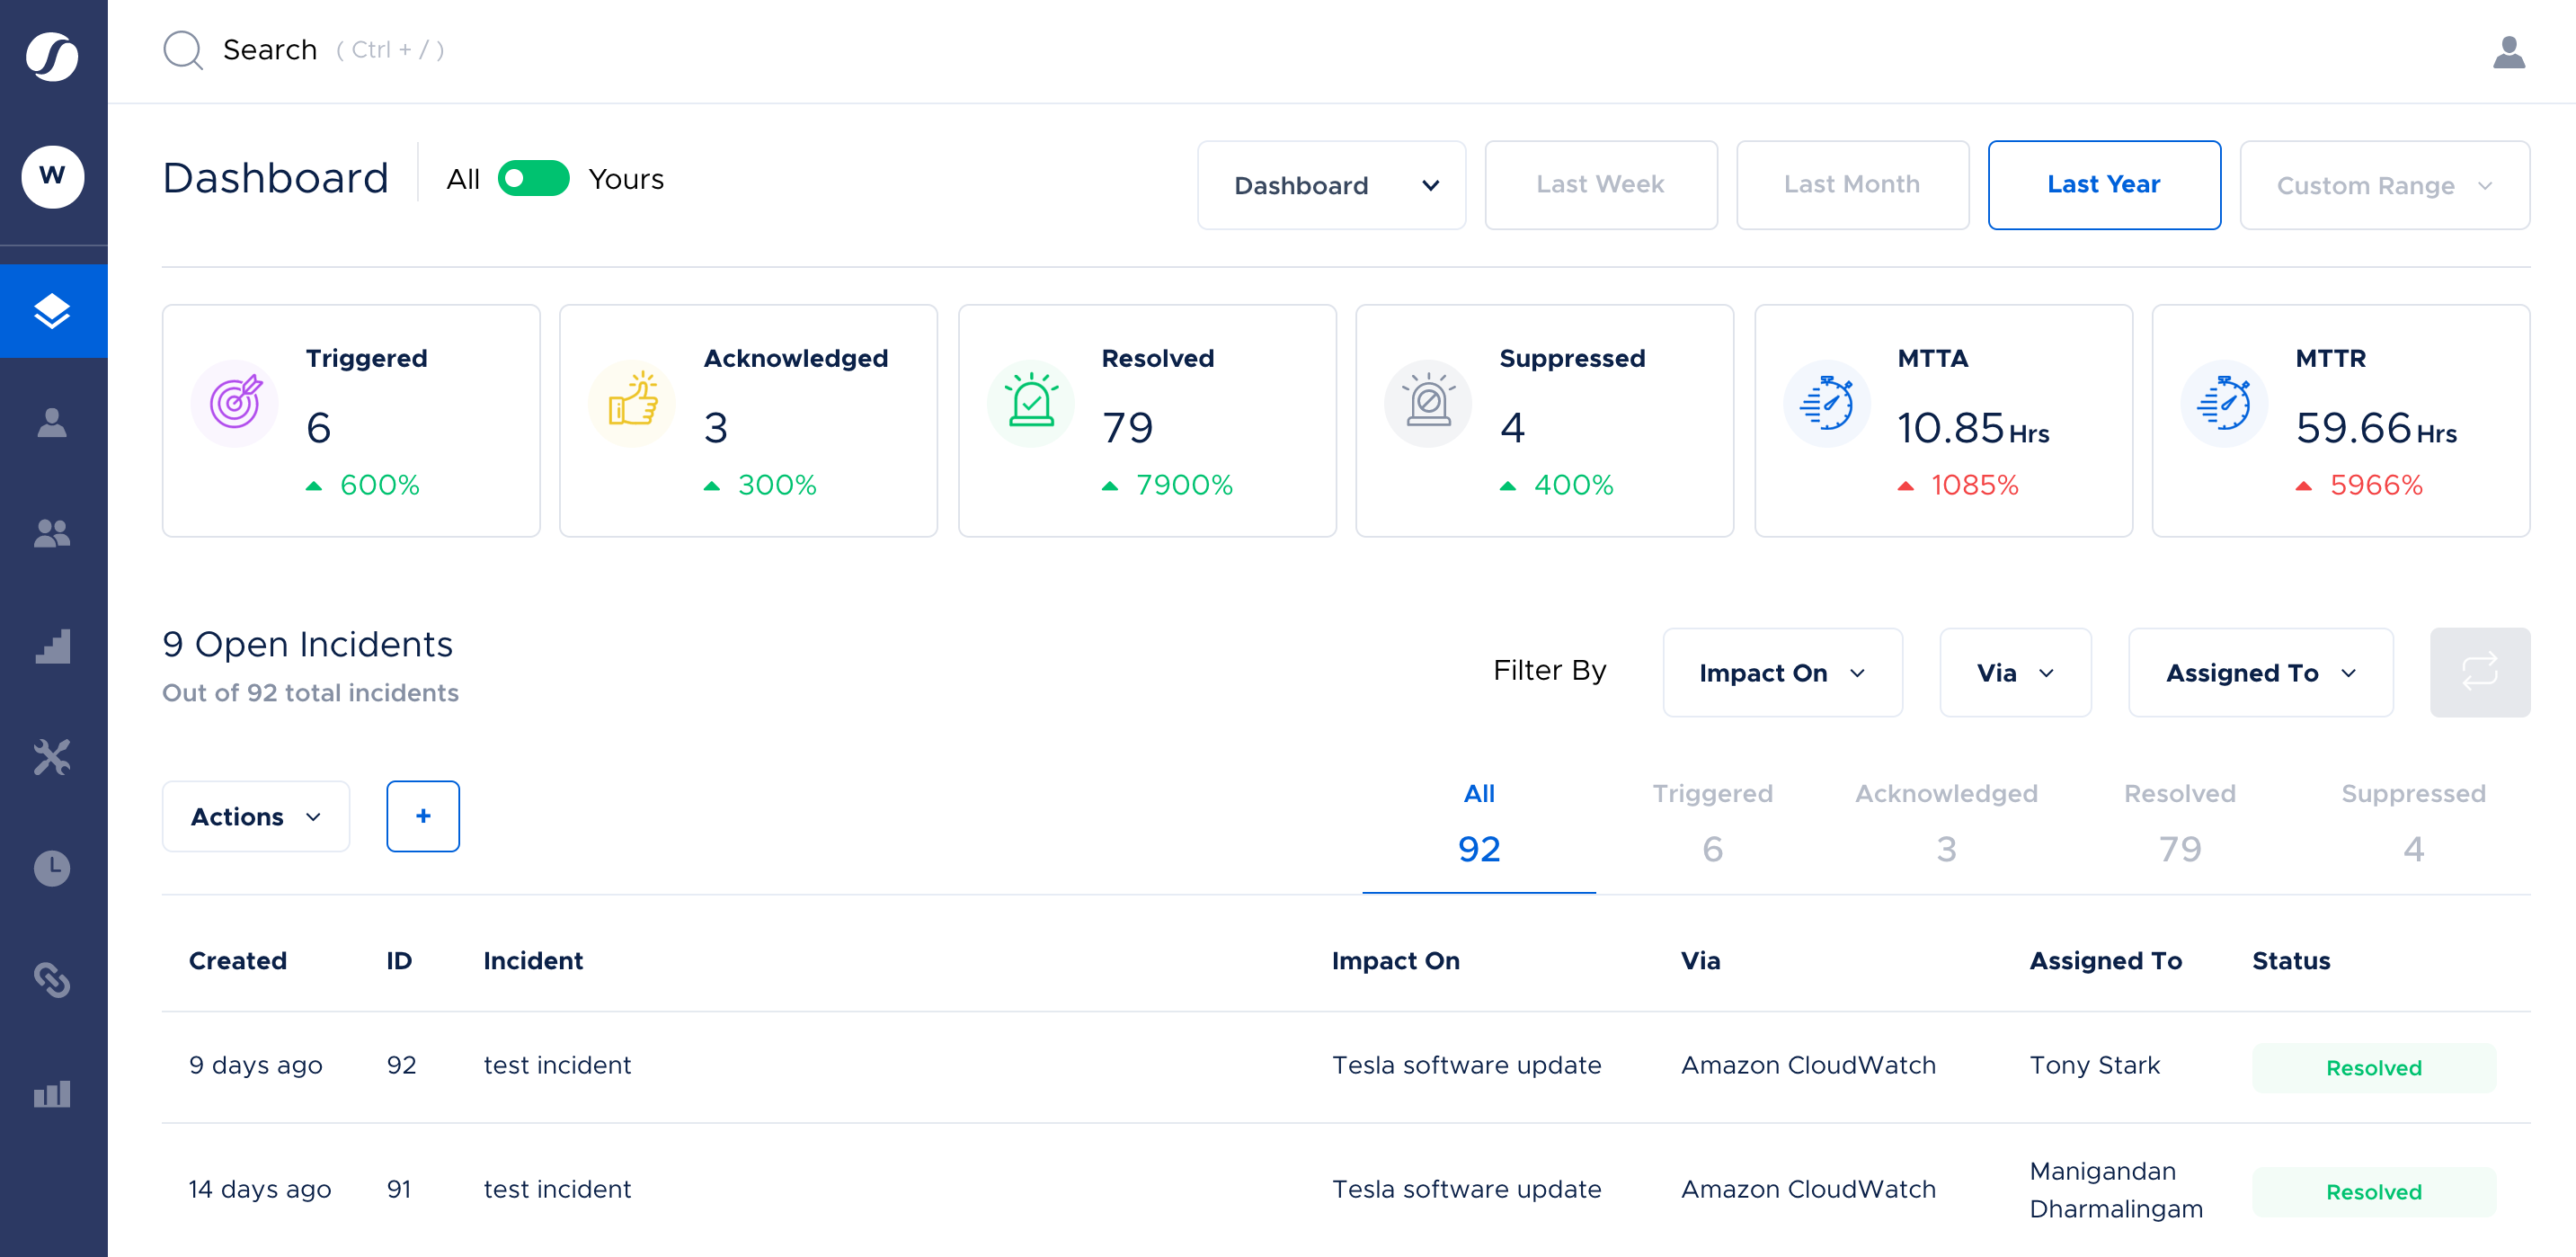 Search ( Ctrl + / )
W
Dashboard All Yours Dashboard Last Week Last Month Last Year Custom Range
Triggered Acknowledged Resolved Suppressed MTTA MTTR
6 3 79 4 10.85 Hrs 59.66 Hrs
600% 300% 7900% 400% 1085% 5966%
9 Open Incidents
Out of 92 total incidents
Filter By Impact On Via Assigned To
Actions +
All Triggered Acknowledged Resolved Suppressed
92 6 3 79 4
Created ID Incident Impact On Via Assigned To Status
9 days ago 92 test incident Tesla software update Amazon CloudWatch Tony Stark Resolved
14 days ago 91 test incident Tesla software update Amazon CloudWatch Manigandan Resolved
Dharmalingam